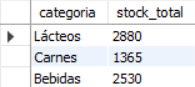 categoria stock_total
Lácteos 2880
Carnes 1365
Bebidas 2530